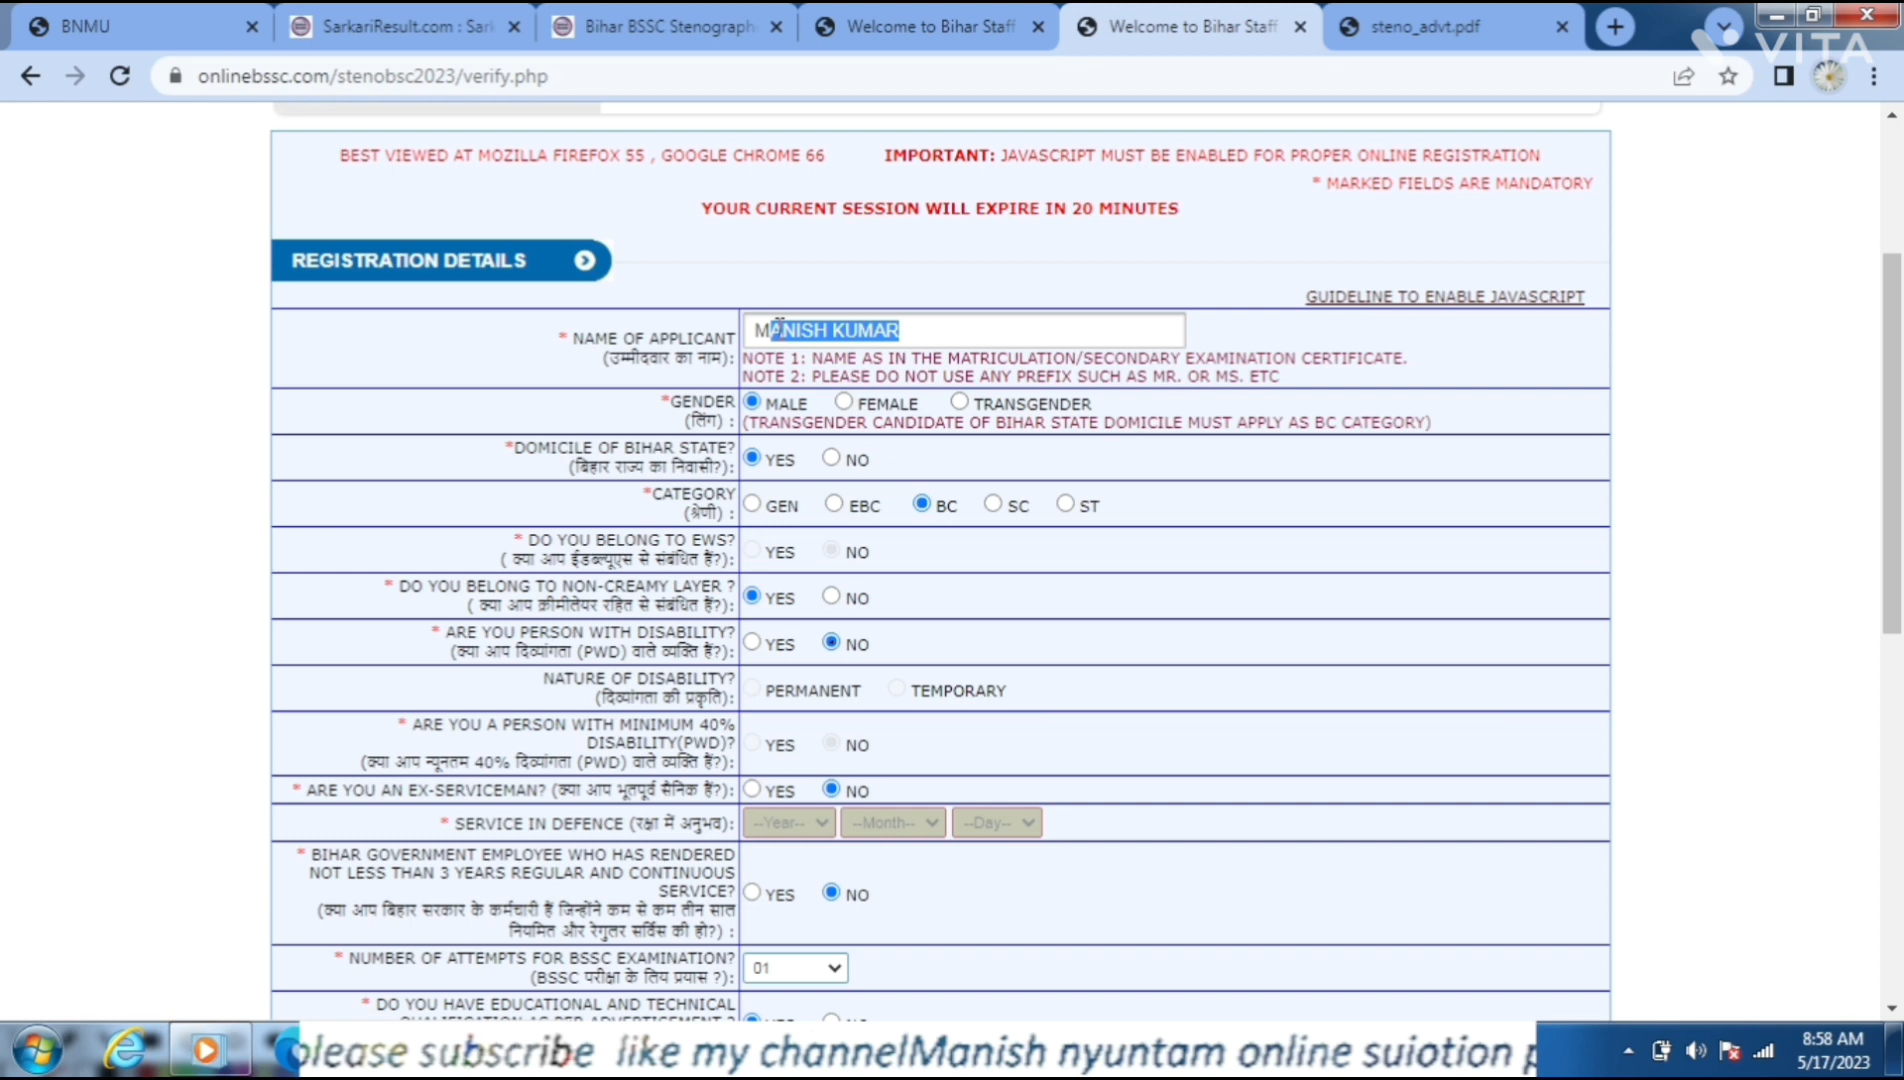 BNMU
SarkariResult.com : Sark
Bihar BSSC Stenograph
Welcome to Bihar Staff
Welcome to Bihar Staff
steno_advt.pdf
VITA
onlinebssc.com/stenobsc2023/verify.php
BEST VIEWED AT MOZILLA FIREFOX 55 , GOOGLE CHROME 66 IMPORTANT: JAVASCRIPT MUST BE ENABLED FOR PROPER ONLINE REGISTRATION
* MARKED FIELDS ARE MANDATORY
YOUR CURRENT SESSION WILL EXPIRE IN 20 MINUTES
REGISTRATION DETAILS
GUIDELINE TO ENABLE JAVASCRIPT
* NAME OF APPLICANT
(उम्मीदवार का नाम):
MANISH KUMAR
NOTE 1: NAME AS IN THE MATRICULATION/SECONDARY EXAMINATION CERTIFICATE.
NOTE 2: PLEASE DO NOT USE ANY PREFIX SUCH AS MR. OR MS. ETC
*GENDER
(लिंग) :
MALE FEMALE TRANSGENDER
(TRANSGENDER CANDIDATE OF BIHAR STATE DOMICILE MUST APPLY AS BC CATEGORY)
*DOMICILE OF BIHAR STATE?
(बिहार राज्य का निवासी?):
YES NO
*CATEGORY
(श्रेणी) :
GEN EBC BC SC ST
* DO YOU BELONG TO EWS?
( क्या आप ईडब्ल्यूएस से संबंधित हैं?):
YES NO
* DO YOU BELONG TO NON-CREAMY LAYER ?
( क्या आप क्रीमीलेयर रहित से संबंधित हैं?):
YES NO
* ARE YOU PERSON WITH DISABILITY?
(क्या आप दिव्यांगता (PWD) वाले व्यक्ति हैं?):
YES NO
NATURE OF DISABILITY?
(दिव्यांगता की प्रकृति):
PERMANENT TEMPORARY
* ARE YOU A PERSON WITH MINIMUM 40%
DISABILITY(PWD)?
(क्या आप न्यूनतम 40% दिव्यांगता (PWD) वाले व्यक्ति हैं?):
YES NO
* ARE YOU AN EX-SERVICEMAN? (क्या आप भूतपूर्व सैनिक हैं?):
YES NO
* SERVICE IN DEFENCE (रक्षा में अनुभव):
--Year-- --Month-- --Day--
* BIHAR GOVERNMENT EMPLOYEE WHO HAS RENDERED
NOT LESS THAN 3 YEARS REGULAR AND CONTINUOUS
SERVICE?
(क्या आप बिहार सरकार के कर्मचारी हैं जिन्होंने कम से कम तीन साल
नियमित और रेगुलर सर्विस की हो?) :
YES NO
* NUMBER OF ATTEMPTS FOR BSSC EXAMINATION?
(BSSC परीक्षा के लिय प्रयास ?):
01
* DO YOU HAVE EDUCATIONAL AND TECHNICAL
please subscribe like my channelManish nyuntam online suiotion p
8:58 AM
5/17/2023